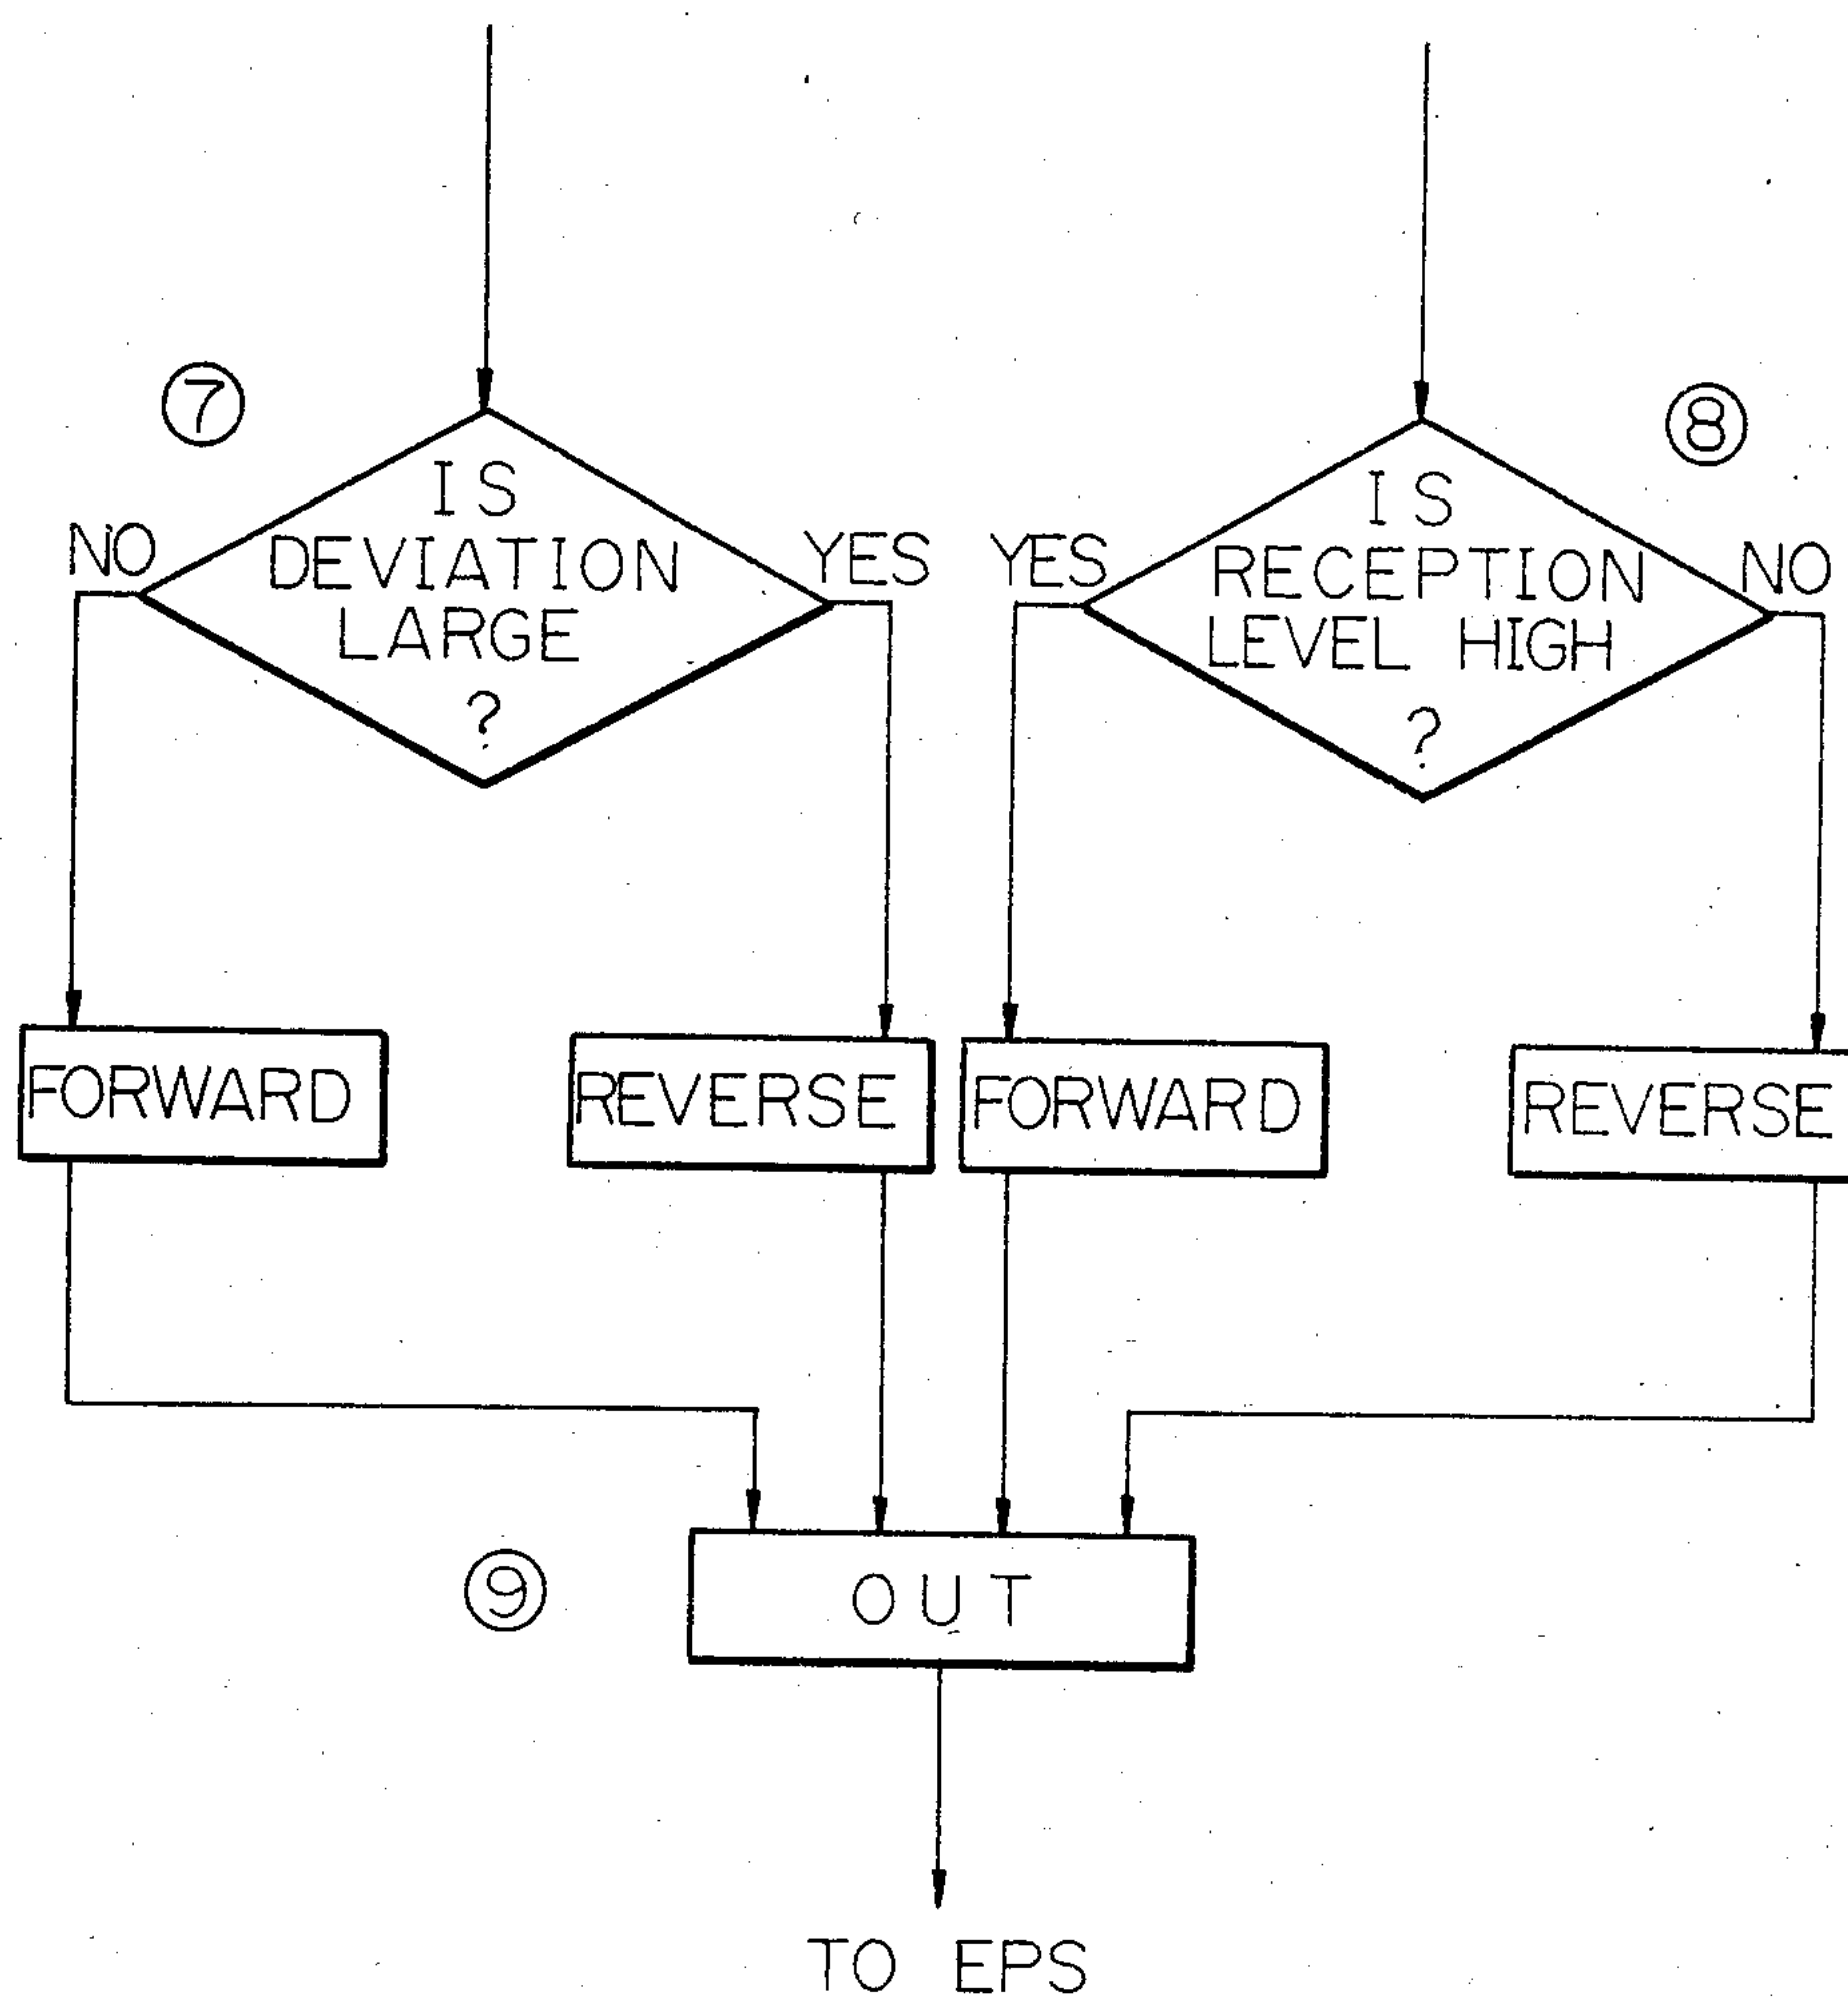 7
IS
DEVIATION
LARGE
?
NO
YES
8
IS
RECEPTION
LEVEL HIGH
?
YES
NO
FORWARD
REVERSE
FORWARD
REVERSE
9
OUT
TO EPS